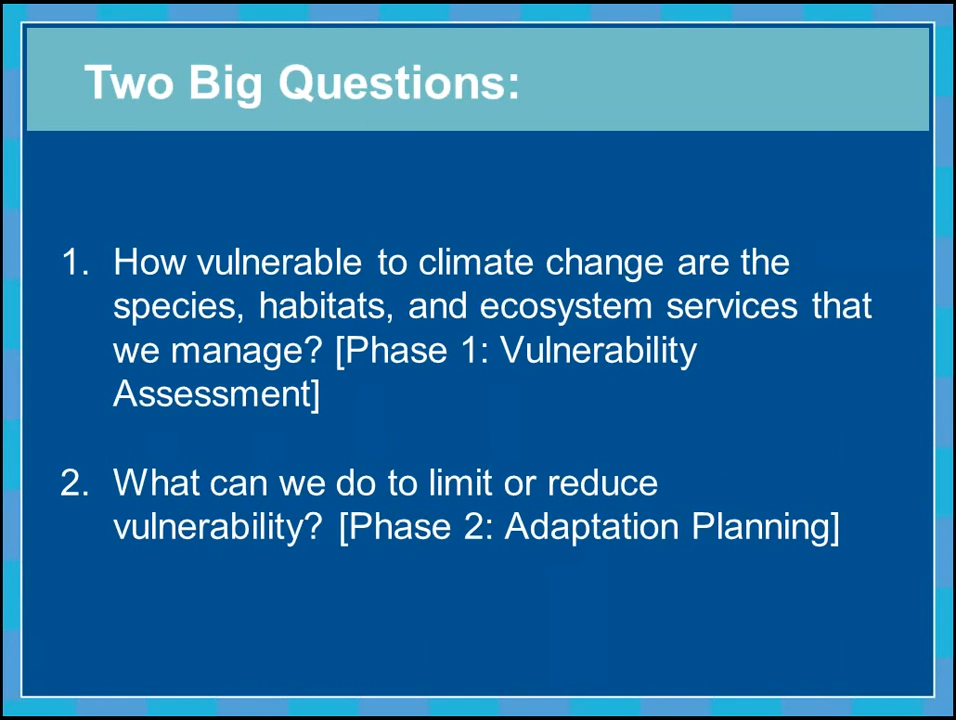 Two Big Questions:
1. How vulnerable to climate change are the
species, habitats, and ecosystem services that
we manage? [Phase 1: Vulnerability
Assessment]
2. What can we do to limit or reduce
vulnerability? [Phase 2: Adaptation Planning]